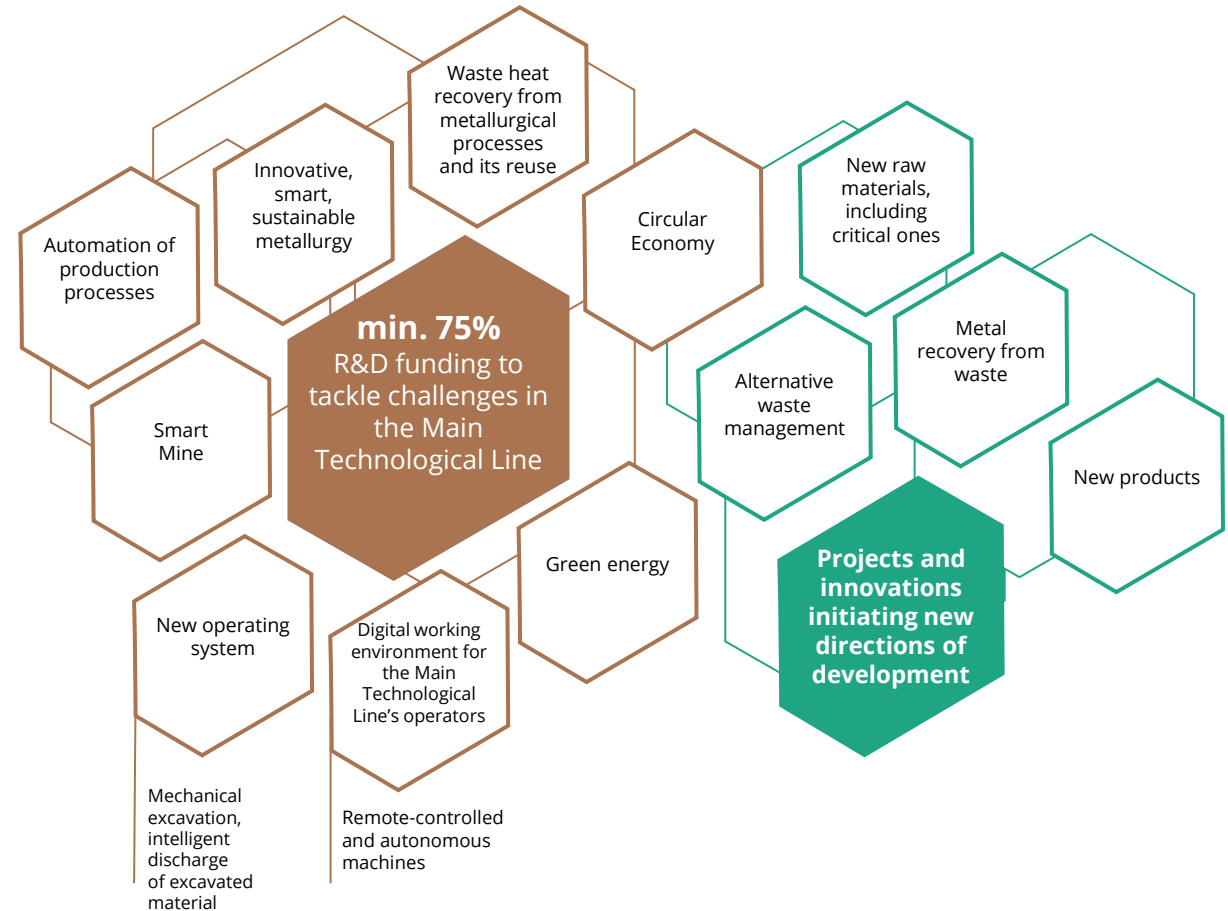 Waste heat
recovery from
metallurgical
processes
and its reuse
Innovative,
smart,
sustainable
metallurgy
Automation of
production
processes
Circular
Economy
New raw
materials,
including
critical ones
min. 75%
R&D funding to
tackle challenges in
the Main
Technological Line
Metal
recovery from
waste
Alternative
waste
management
Smart
Mine
New products
Green energy
Projects and
innovations
initiating new
directions of
development
New operating
system
Digital working
environment for
the Main
Technological
Line’s operators
Mechanical
excavation,
intelligent
discharge
of excavated
material
Remote-controlled
and autonomous
machines